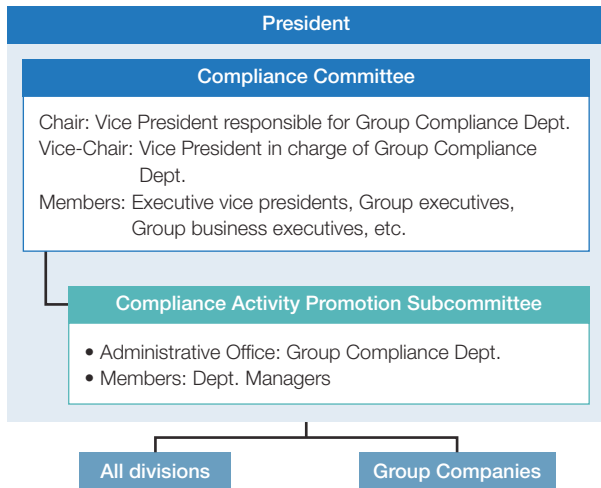 President
Compliance Committee
Chair: Vice President responsible for Group Compliance Dept.
Vice-Chair: Vice President in charge of Group Compliance
Dept.
Members: Executive vice presidents, Group executives,
Group business executives, etc.
Compliance Activity Promotion Subcommittee
• Administrative Office: Group Compliance Dept.
• Members: Dept. Managers
All divisions
Group Companies